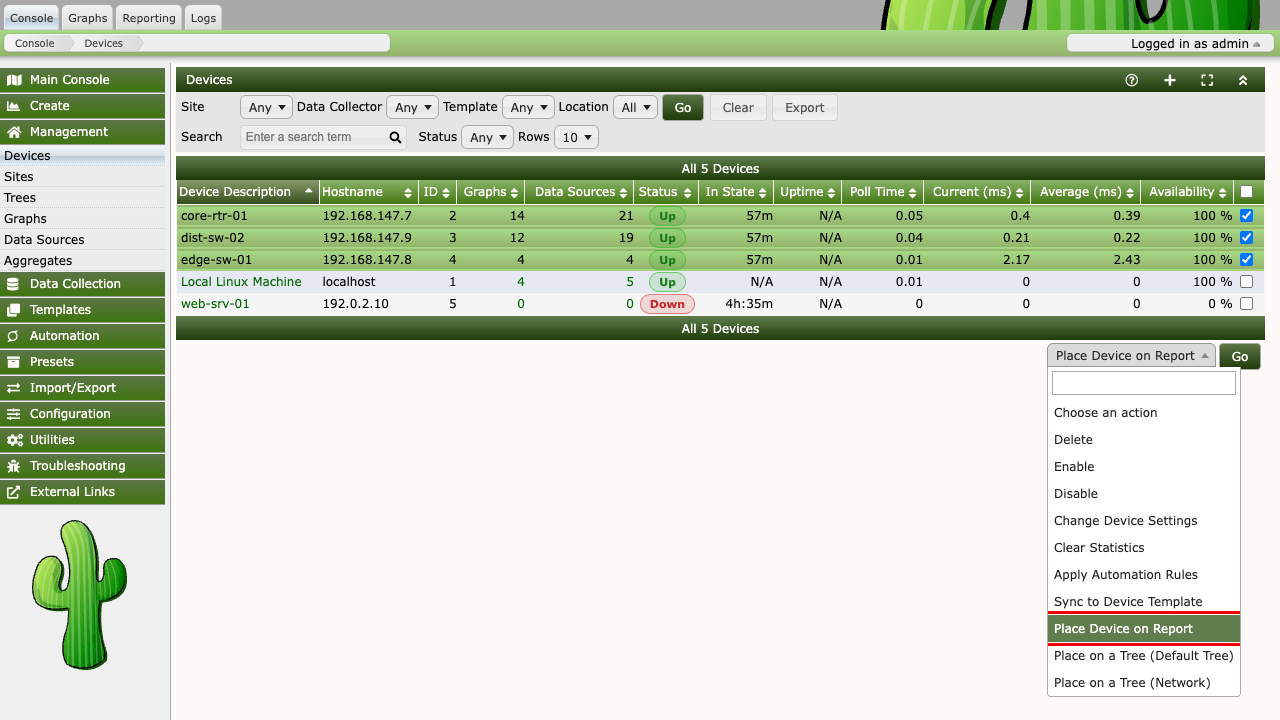 Console Graphs Reporting Logs
Console Devices
Logged in as admin
Main Console
Create
Management
Devices
Sites
Trees
Graphs
Data Sources
Aggregates
Data Collection
Templates
Automation
Presets
Import/Export
Configuration
Utilities
Troubleshooting
External Links
Devices
Site Any Data Collector Any Template Any Location All Go Clear Export
Search Enter a search term Status Any Rows 10
All 5 Devices
Device Description Hostname ID Graphs Data Sources Status In State Uptime Poll Time Current (ms) Average (ms) Availability
core-rtr-01 192.168.147.7 2 14 21 Up 57m N/A 0.05 0.4 0.39 100 %
dist-sw-02 192.168.147.9 3 12 19 Up 57m N/A 0.04 0.21 0.22 100 %
edge-sw-01 192.168.147.8 4 4 4 Up 57m N/A 0.01 2.17 2.43 100 %
Local Linux Machine localhost 1 4 5 Up N/A N/A 0.01 0 0 100 %
web-srv-01 192.0.2.10 5 0 0 Down 4h:35m N/A 0 0 0 0 %
All 5 Devices
Place Device on Report Go
Choose an action
Delete
Enable
Disable
Change Device Settings
Clear Statistics
Apply Automation Rules
Sync to Device Template
Place Device on Report
Place on a Tree (Default Tree)
Place on a Tree (Network)